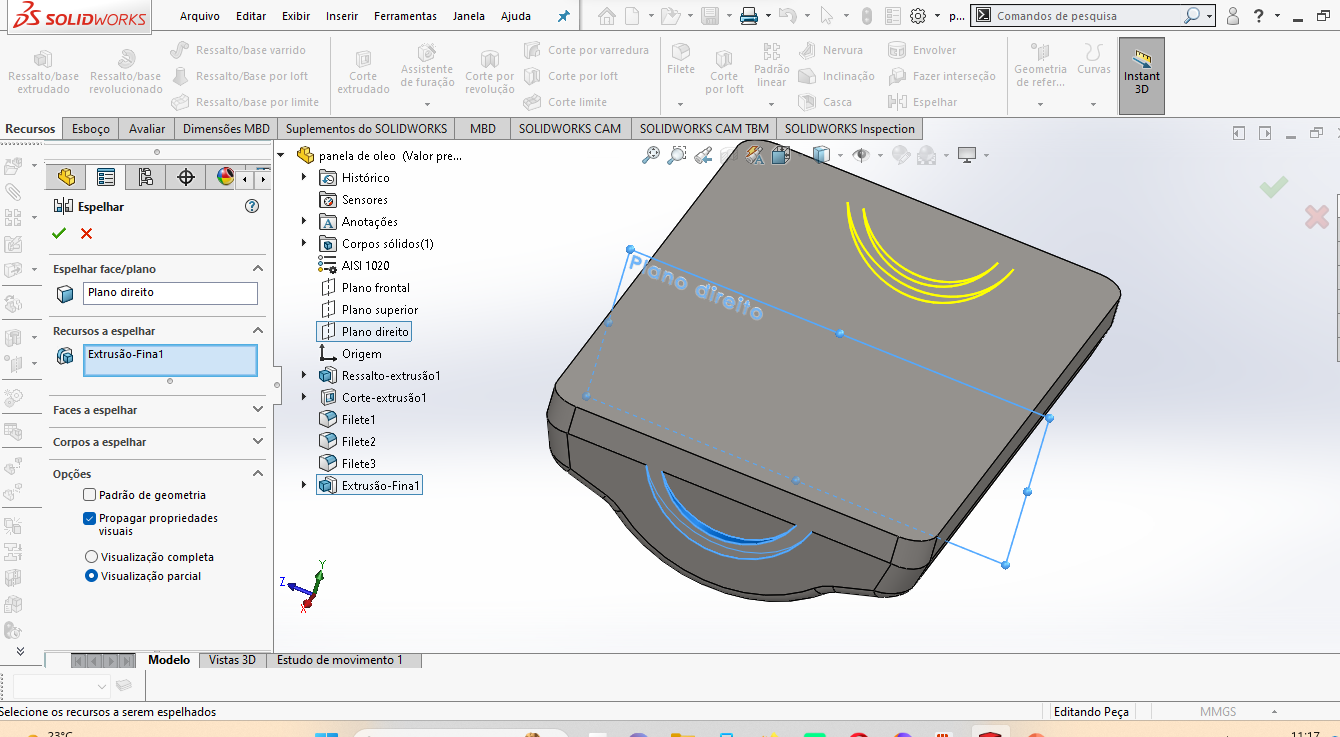 SOLIDWORKS
Arquivo Editar Exibir Inserir Ferramentas Janela Ajuda
p...
Comandos de pesquisa
?
Ressalto/base extrudado
Ressalto/base revolucionado
Ressalto/base varrido
Ressalto/Base por loft
Ressalto/base por limite
Corte extrudado
Assistente de furação
Corte por revolução
Corte por varredura
Corte por loft
Corte limite
Filete
Corte por loft
Padrão linear
Nervura
Inclinação
Casca
Envolver
Fazer interseção
Espelhar
Geometria de refer...
Curvas
Instant 3D
Recursos Esboço Avaliar Dimensões MBD Suplementos do SOLIDWORKS MBD SOLIDWORKS CAM SOLIDWORKS CAM TBM SOLIDWORKS Inspection
Espelhar
Espelhar face/plano
Plano direito
Recursos a espelhar
Extrusão-Fina1
Faces a espelhar
Corpos a espelhar
Opções
Padrão de geometria
Propagar propriedades
visuais
Visualização completa
Visualização parcial
panela de oleo (Valor pre...
Histórico
Sensores
Anotações
Corpos sólidos(1)
AISI 1020
Plano frontal
Plano superior
Plano direito
Origem
Ressalto-extrusão1
Corte-extrusão1
Filete1
Filete2
Filete3
Extrusão-Fina1
Plano direito
Y
Z
X
Modelo Vistas 3D Estudo de movimento 1
Selecione os recursos a serem espelhados
Editando Peça
MMGS
23°C
11:17